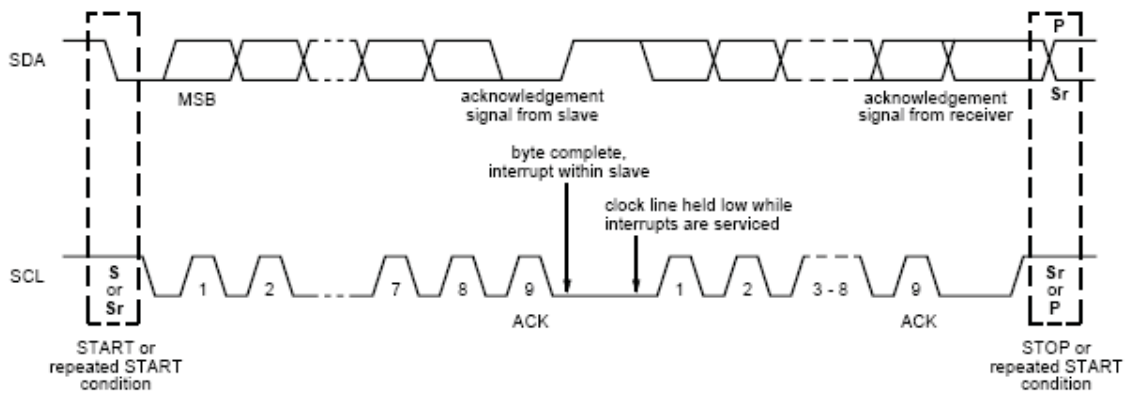 P
SDA
MSB
acknowledgement
signal from slave
acknowledgement
signal from receiver
Sr
byte complete,
interrupt within slave
clock line held low while
interrupts are serviced
SCL
S
or
Sr
1
2
7
8
9
1
2
3 - 8
9
Sr
or
P
ACK
ACK
START or
repeated START
condition
STOP or
repeated START
condition